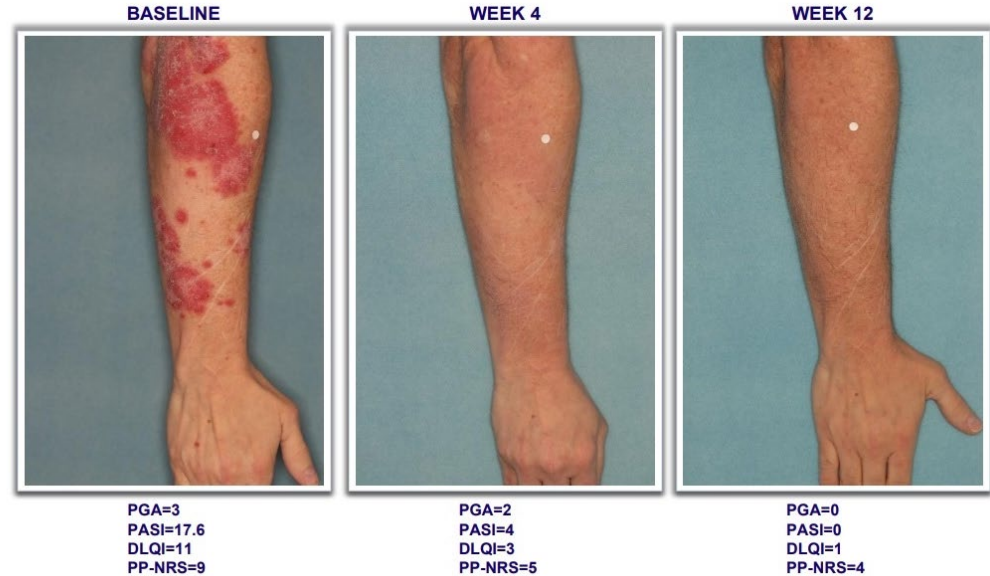 BASELINE
WEEK 4
WEEK 12
PGA=3
PASI=17.6
DLQI=11
PP-NRS=9
PGA=2
PASI=4
DLQI=3
PP-NRS=5
PGA=0
PASI=0
DLQI=1
PP-NRS=4